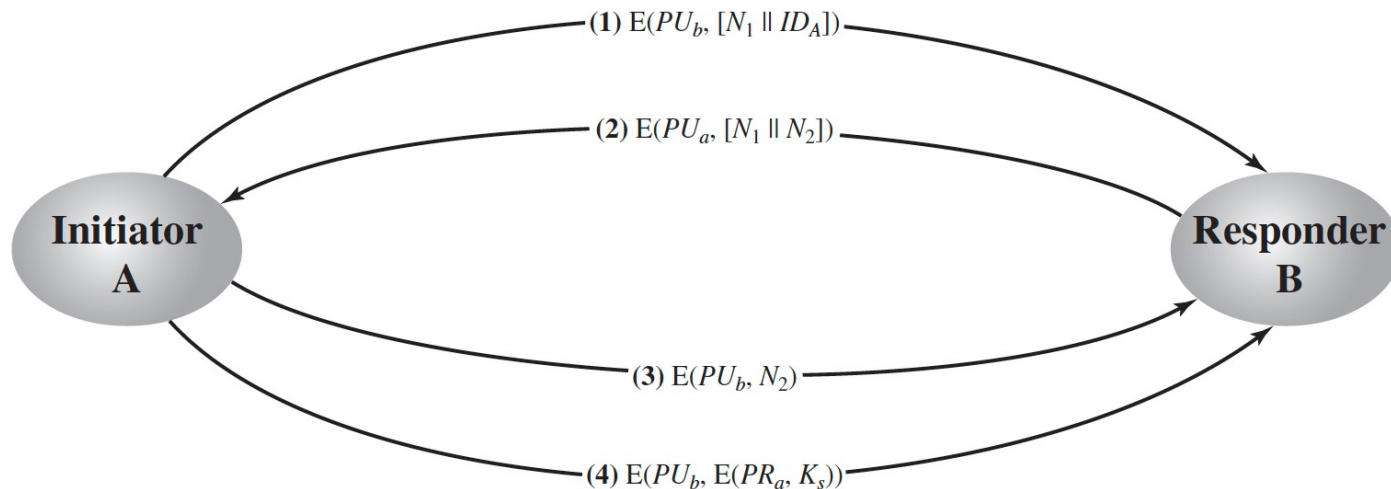 (1) E(PU_b, [N_1 || ID_A])
(2) E(PU_a, [N_1 || N_2])
Initiator
A
Responder
B
(3) E(PU_b, N_2)
(4) E(PU_b, E(PR_a, K_s))